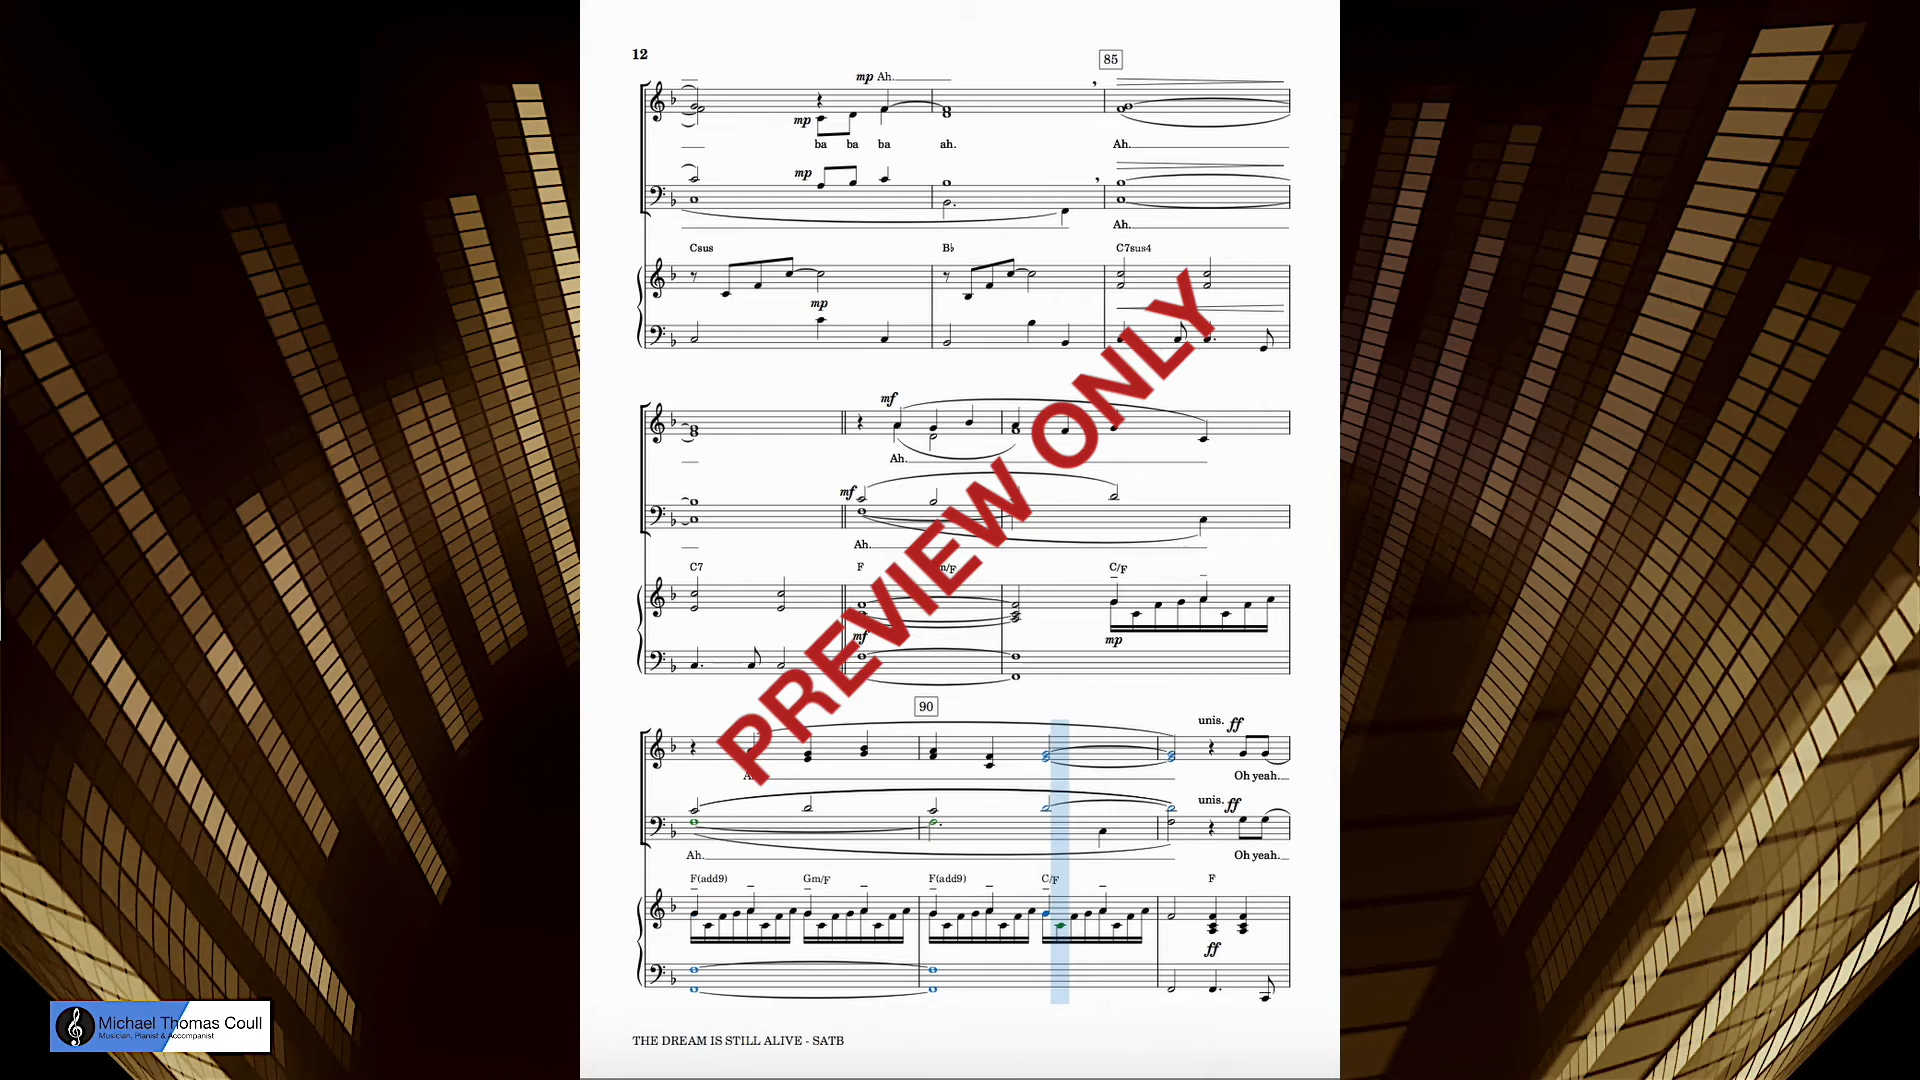 12
85
mp Ah.
mp
ba ba ba ah. Ah.
mp
Ah.
Csus B♭ C7sus4
mp
mf
Ah.
mf
Ah.
C7 F m/F C/F
mf
mp
90
unis. ff
Oh yeah.
unis. ff
Ah. Oh yeah.
F(add9) Gm/F F(add9) C/F F
ff
PREVIEW ONLY
THE DREAM IS STILL ALIVE - SATB
Michael Thomas Coull
Musician, Pianist & Accompanist